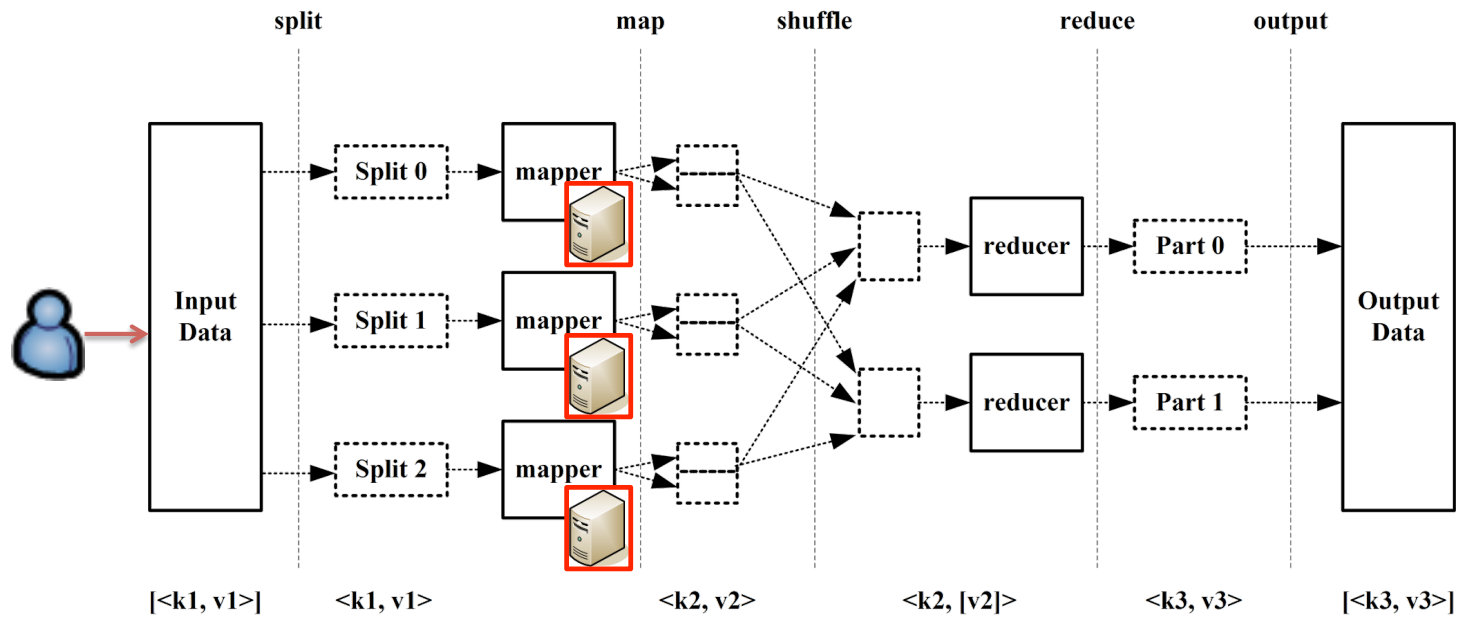 split
map
shuffle
reduce
output
Input
Data
Split 0
Split 1
Split 2
mapper
mapper
mapper
reducer
reducer
Part 0
Part 1
Output
Data
[<k1, v1>]
<k1, v1>
<k2, v2>
<k2, [v2]>
<k3, v3>
[<k3, v3>]